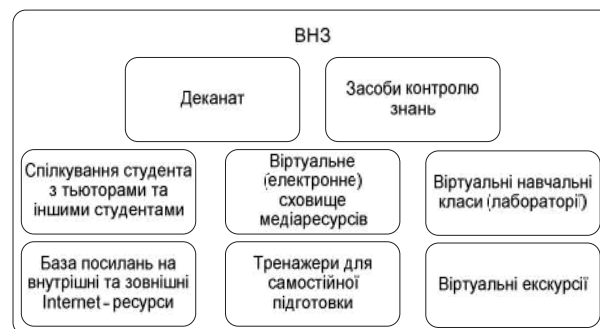 ВНЗ
Деканат
Засоби контролю
знань
Спілкування студента
з тьюторами та
іншими студентами
Віртуальне
(електронне)
сховище
медіаресурсів
Віртуальні навчальні
класи (лабораторії)
База посилань на
внутрішні та зовнішні
Internet-ресурси
Тренажери для
самостійної
підготовки
Віртуальні екскурсії